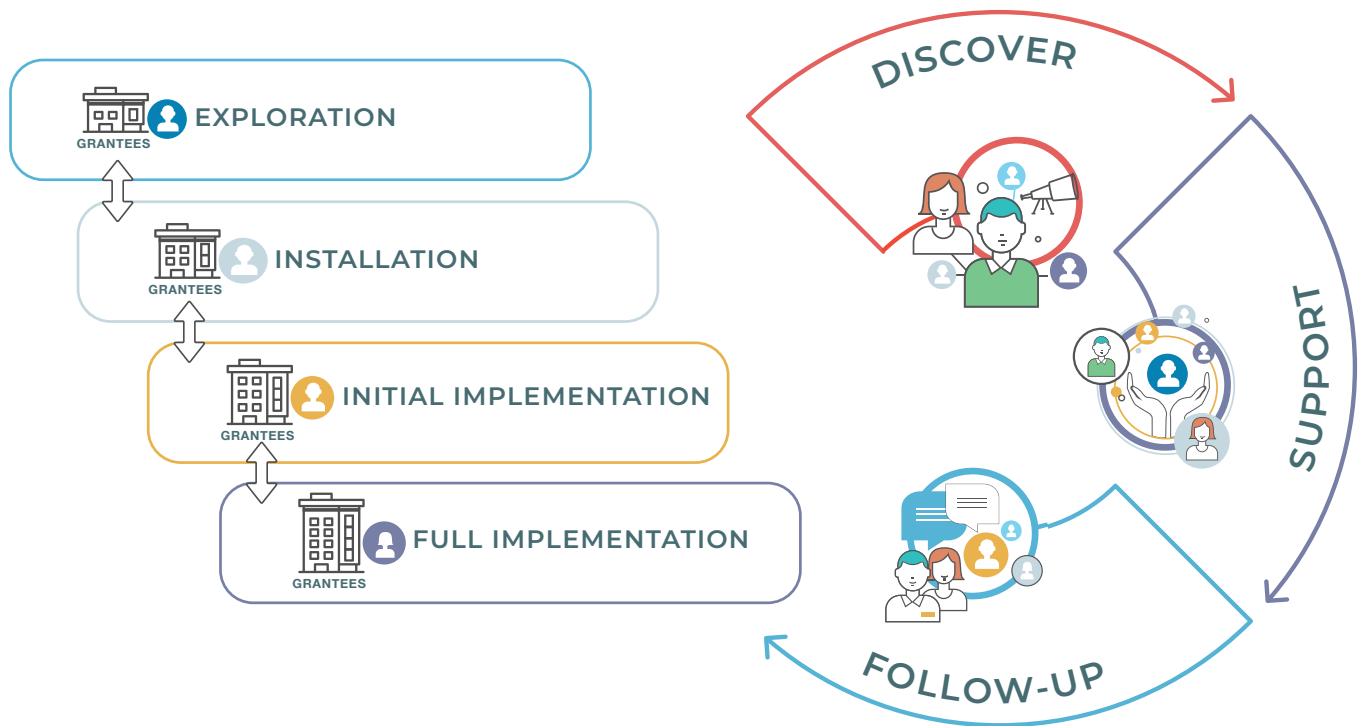 EXPLORATION
GRANTEES
INSTALLATION
GRANTEES
INITIAL IMPLEMENTATION
GRANTEES
FULL IMPLEMENTATION
GRANTEES
DISCOVER
SUPPORT
FOLLOW-UP